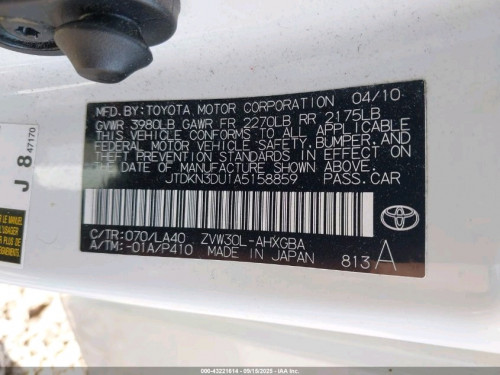 MFD.BY:TOYOTA MOTOR CORPORATION 04/10
GVWR 3980LB GAWR FR 2270LB RR 2175LB
THIS VEHICLE CONFORMS TO ALL APPLICABLE
FEDERAL MOTOR VEHICLE SAFETY, BUMPER, AND
THEFT PREVENTION STANDARDS IN EFFECT ON
THE DATE OF MANUFACTURE SHOWN ABOVE.
JTDKN3DU1A5158859 PASS.CAR
C/TR:070/LA40 ZVW30L-AHXGBA
A/TM:-01A/P410 MADE IN JAPAN
813A
J 8 47170
000-43221614 - 09/18/2025 - IAA Inc.